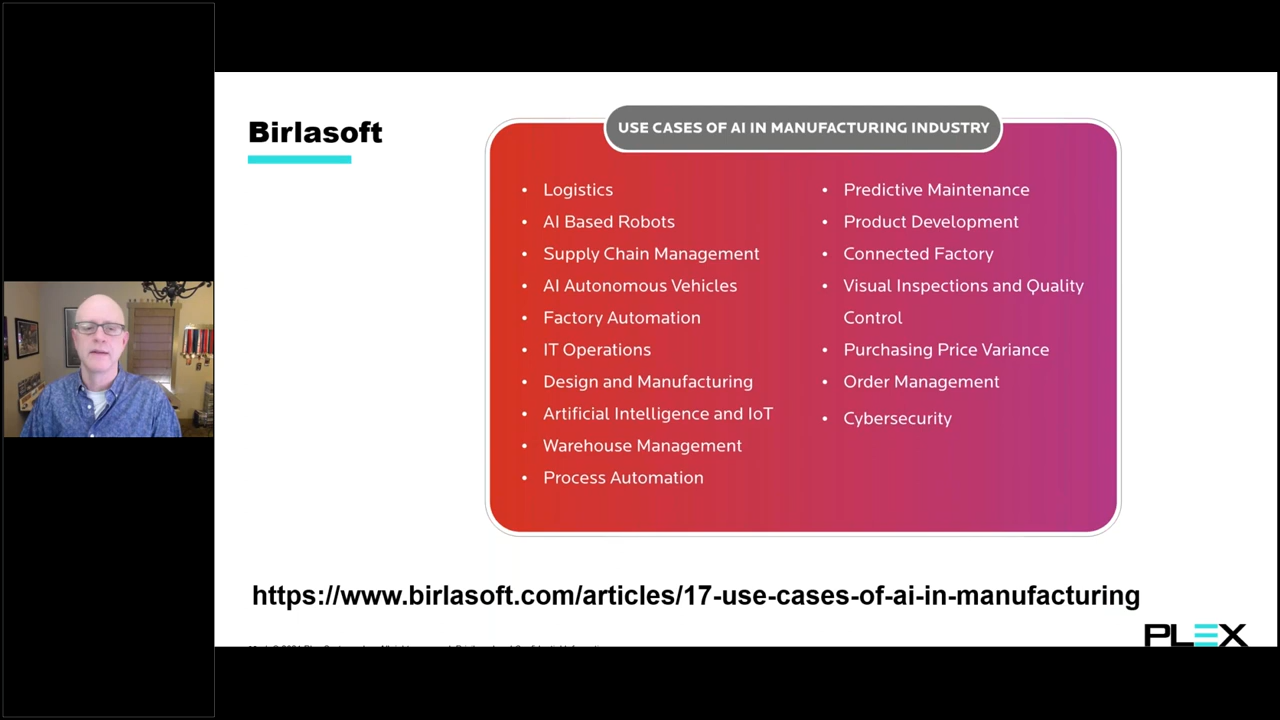 Birlasoft
USE CASES OF AI IN MANUFACTURING INDUSTRY
• Logistics
• AI Based Robots
• Supply Chain Management
• AI Autonomous Vehicles
• Factory Automation
• IT Operations
• Design and Manufacturing
• Artificial Intelligence and IoT
• Warehouse Management
• Process Automation
• Predictive Maintenance
• Product Development
• Connected Factory
• Visual Inspections and Quality
Control
• Purchasing Price Variance
• Order Management
• Cybersecurity
https://www.birlasoft.com/articles/17-use-cases-of-ai-in-manufacturing
PLEX